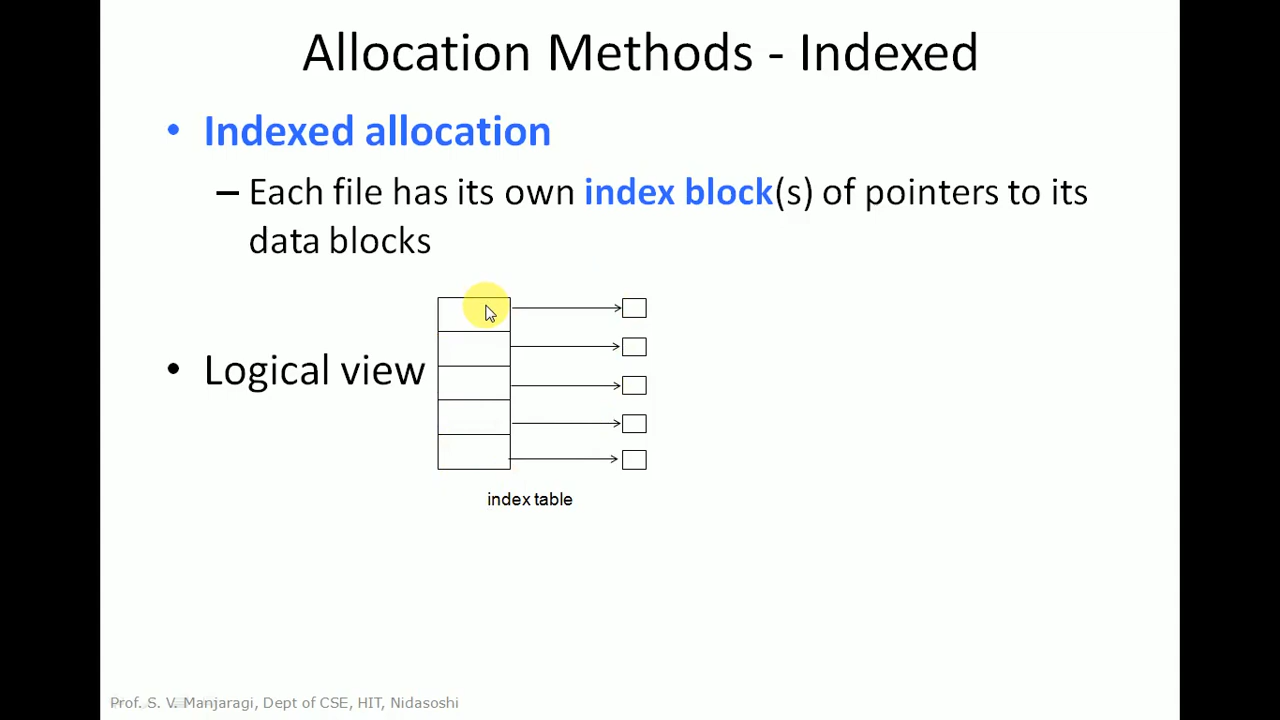 Allocation Methods - Indexed
• Indexed allocation
– Each file has its own index block(s) of pointers to its
data blocks
• Logical view
index table
Prof. S. V. Manjaragi, Dept of CSE, HIT, Nidasoshi